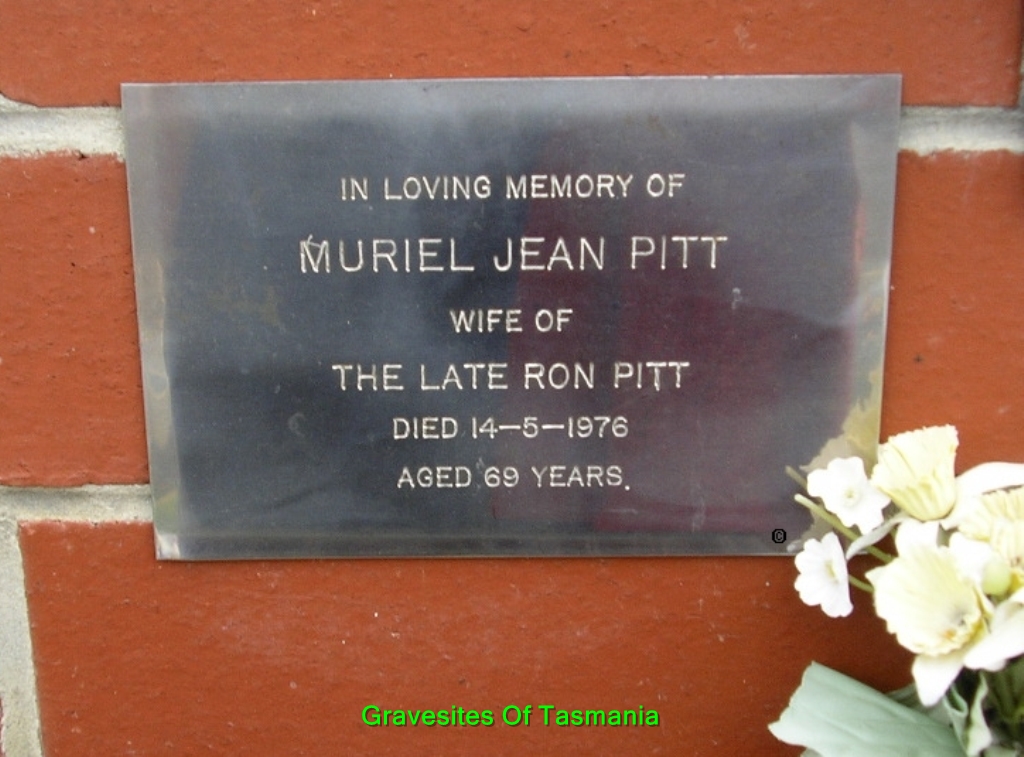 IN LOVING MEMORY OF
MURIEL JEAN PITT
WIFE OF
THE LATE RON PITT
DIED 14-5-1976
AGED 69 YEARS.
©
Gravesites Of Tasmania